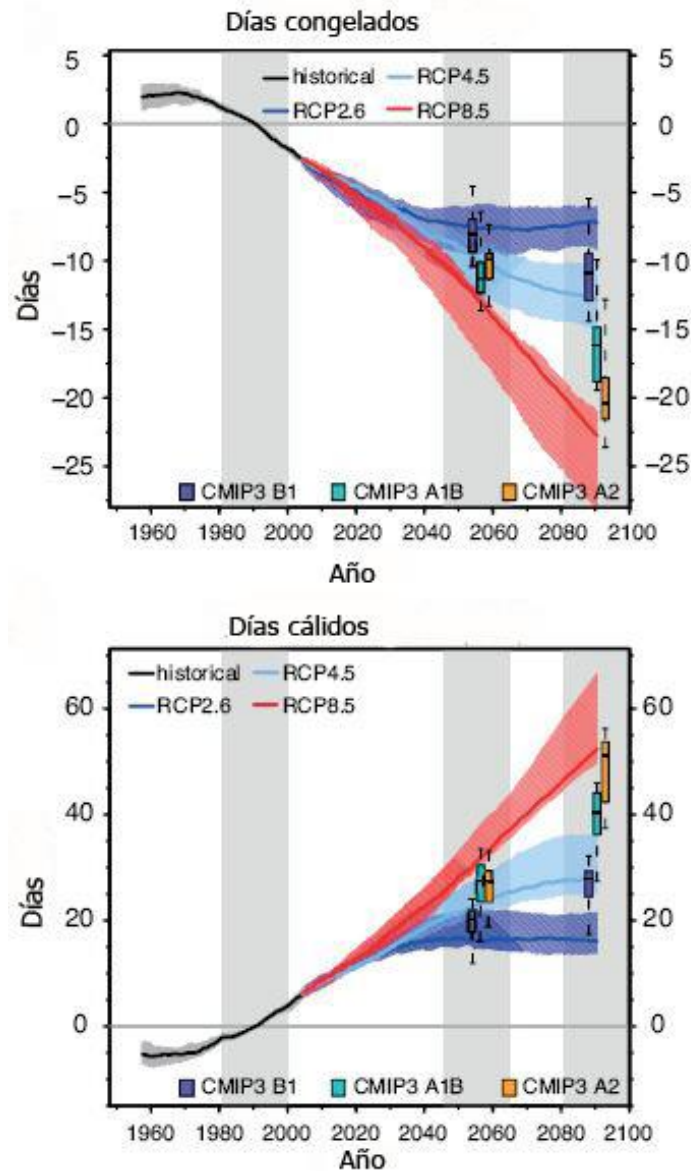 Días congelados
5 5
historical RCP4.5
0 RCP2.6 RCP8.5 0
−5 −5
−10 −10
Días
−15 −15
−20 −20
−25 −25
CMIP3 B1 CMIP3 A1B CMIP3 A2
1960 1980 2000 2020 2040 2060 2080 2100
Año
Días cálidos
historical RCP4.5
60 RCP2.6 RCP8.5 60
40 40
Días
20 20
0 0
CMIP3 B1 CMIP3 A1B CMIP3 A2
1960 1980 2000 2020 2040 2060 2080 2100
Año